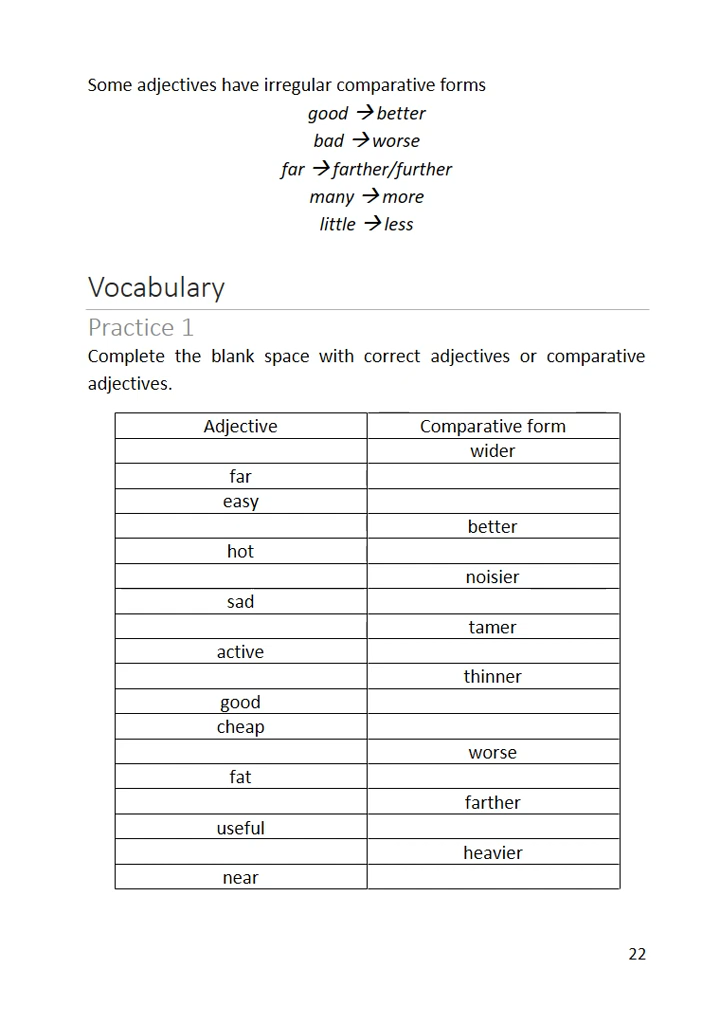 Some adjectives have irregular comparative forms
good → better
bad → worse
far → farther/further
many → more
little → less
Vocabulary
Practice 1
Complete the blank space with correct adjectives or comparative
adjectives.
Adjective Comparative form
wider
far
easy
better
hot
noisier
sad
tamer
active
thinner
good
cheap
worse
fat
farther
useful
heavier
near
22